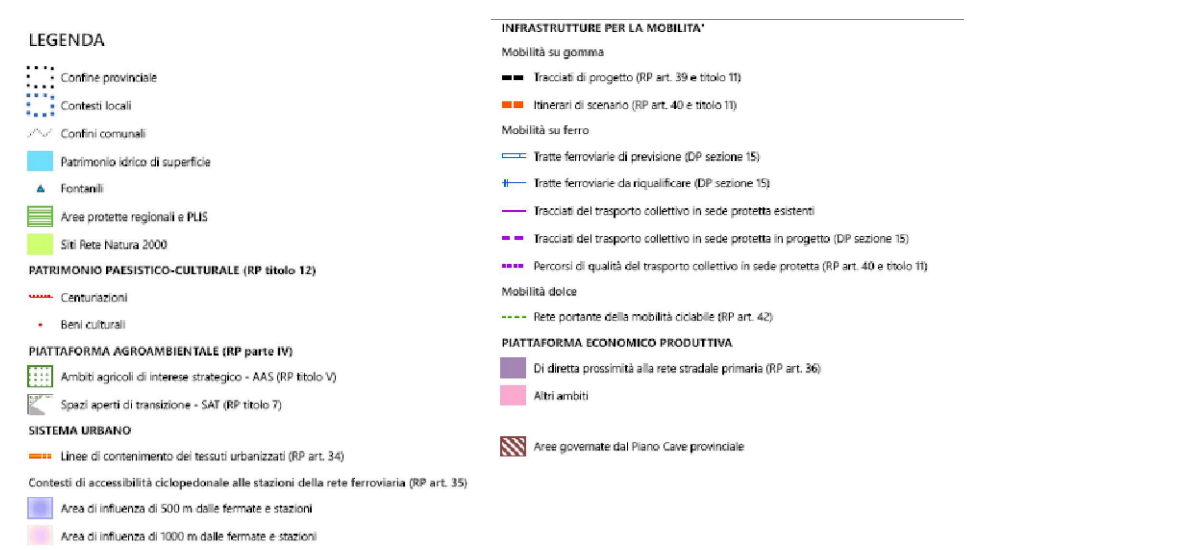 LEGENDA
Confine provinciale
Contesti locali
Confini comunali
Patrimonio idrico di superficie
Fontanili
Aree protette regionali e PLIS
Siti Rete Natura 2000
PATRIMONIO PAESISTICO-CULTURALE (RP titolo 12)
Centuriazioni
Beni culturali
PIATTAFORMA AGROAMBIENTALE (RP parte IV)
Ambiti agricoli di interesse strategico - AAS (RP titolo V)
Spazi aperti di transizione - SAT (RP titolo 7)
SISTEMA URBANO
Linee di contenimento dei tessuti urbanizzati (RP art. 34)
Contesti di accessibilità ciclopedonale alle stazioni della rete ferroviaria (RP art. 35)
Area di influenza di 500 m dalle fermate e stazioni
Area di influenza di 1000 m dalle fermate e stazioni
INFRASTRUTTURE PER LA MOBILITA'
Mobilità su gomma
Tracciati di progetto (RP art. 39 e titolo 11)
Itinerari di scenario (RP art. 40 e titolo 11)
Mobilità su ferro
Tratte ferroviarie di previsione (DP sezione 15)
Tratte ferroviarie da riqualificare (DP sezione 15)
Tracciati del trasporto collettivo in sede protetta esistenti
Tracciati del trasporto collettivo in sede protetta in progetto (DP sezione 15)
Percorsi di qualità del trasporto collettivo in sede protetta (RP art. 40 e titolo 11)
Mobilità dolce
Rete portante della mobilità ciclabile (RP art. 42)
PIATTAFORMA ECONOMICO PRODUTTIVA
Di diretta prossimità alla rete stradale primaria (RP art. 36)
Altri ambiti
Aree governate dal Piano Cave provinciale